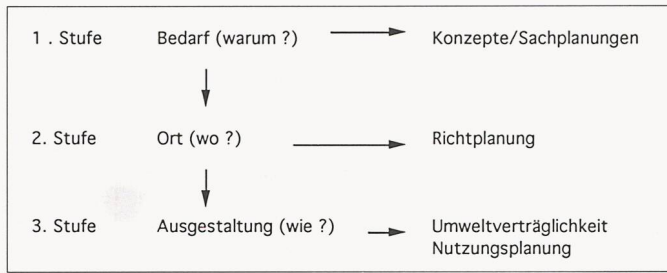 1 . Stufe Bedarf (warum ?) Konzepte/Sachplanungen
2. Stufe Ort (wo ?) Richtplanung
3. Stufe Ausgestaltung (wie ?) Umweltverträglichkeit
Nutzungsplanung